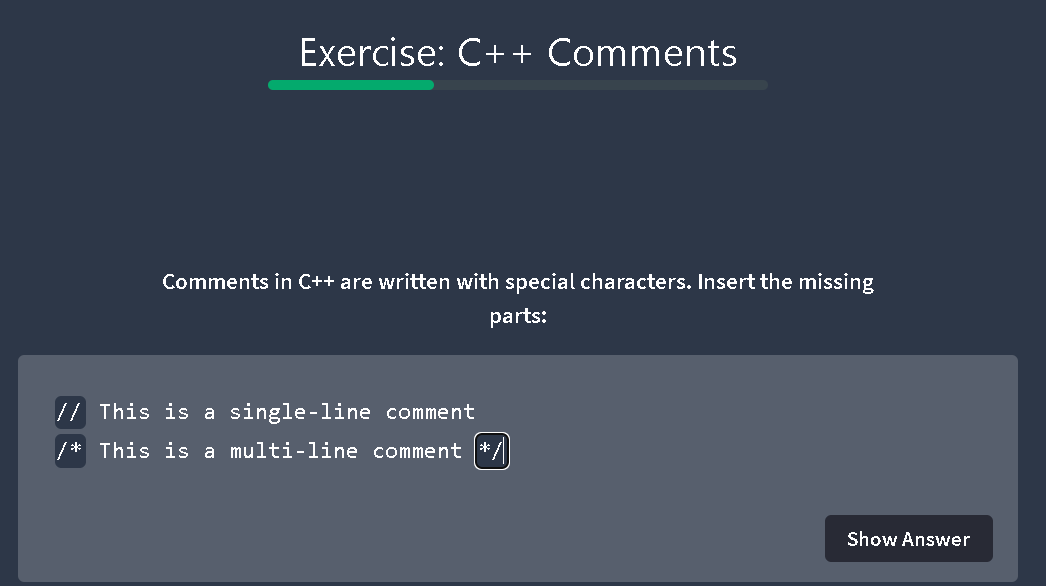 Exercise: C++ Comments
Comments in C++ are written with special characters. Insert the missing
parts:
// This is a single-line comment
/* This is a multi-line comment */
Show Answer